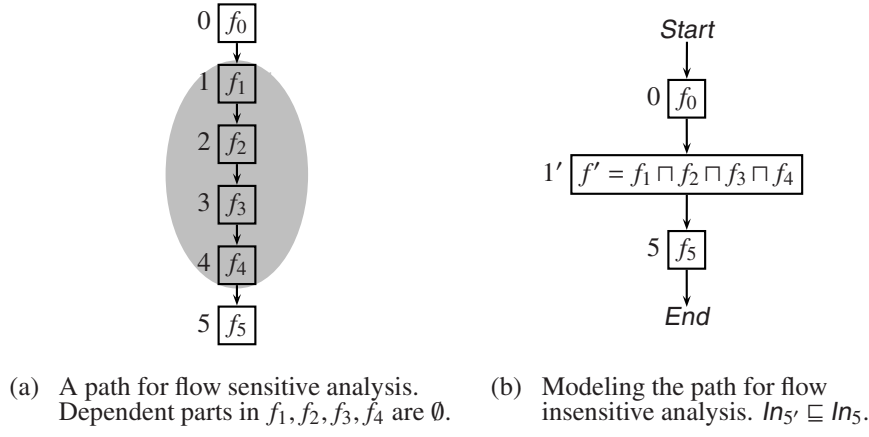 0 f₀
1 f₁
2 f₂
3 f₃
4 f₄
5 f₅
(a) A path for flow sensitive analysis.
Dependent parts in f₁, f₂, f₃, f₄ are ∅.
Start
0 f₀
1′ f′ = f₁ ⊓ f₂ ⊓ f₃ ⊓ f₄
5 f₅
End
(b) Modeling the path for flow
insensitive analysis. In₅′ ⊑ In₅.